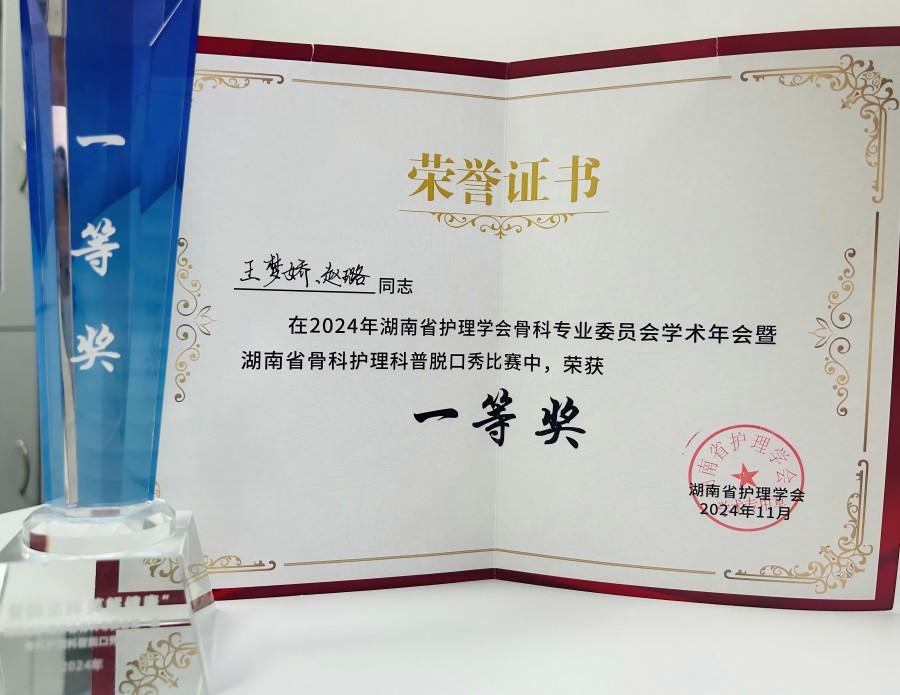 一等奖
荣誉证书
王梦娇、赵璐 同志
在2024年湖南省护理学会骨科专业委员会学术年会暨
湖南省骨科护理科普脱口秀比赛中，荣获
一等奖
湖南省护理学会
湖南省护理学会
2024年11月
2024年